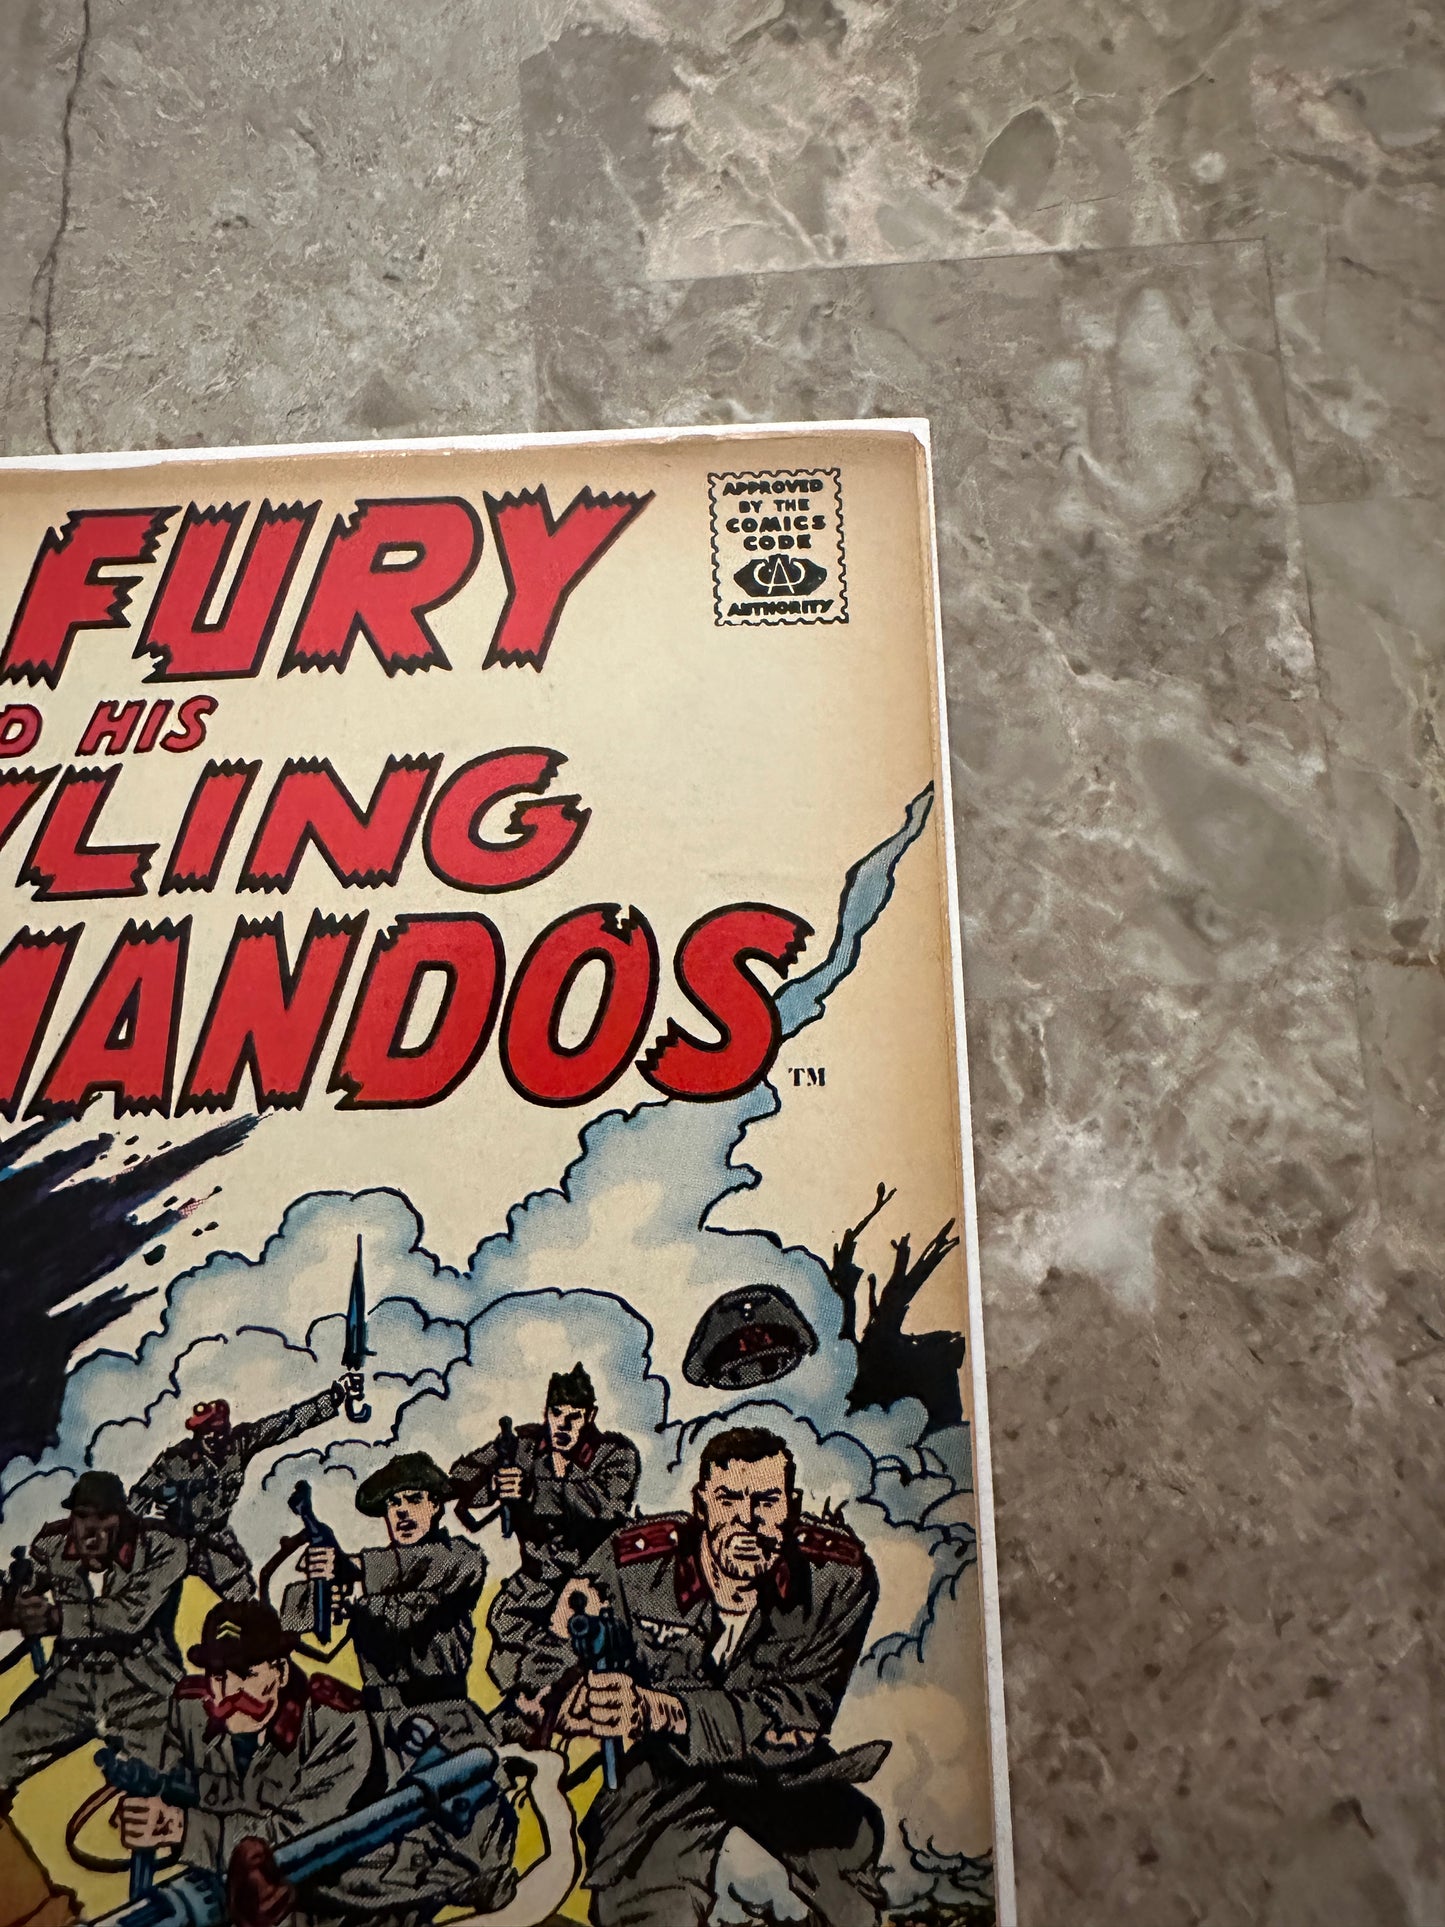 FURY
APPROVED
BY THE
COMICS
CODE
CA
AUTHORITY
D HIS
LING
MANDOS
TM